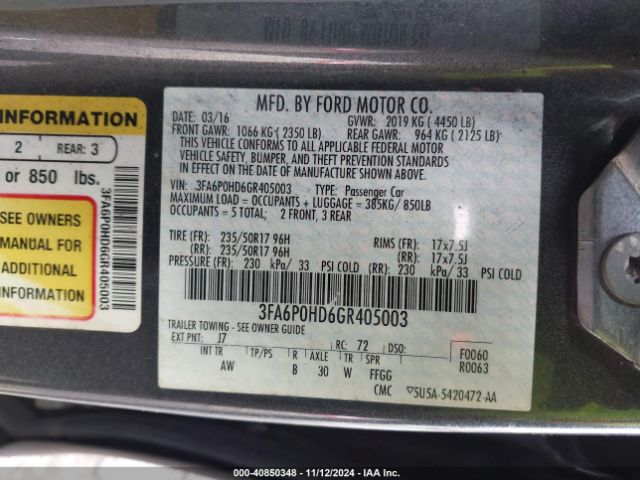 INFORMATION
2 REAR: 3
or 850 lbs.
SEE OWNERS
MANUAL FOR
ADDITIONAL
INFORMATION
3FA6P0HD6GR405003
MFD. BY FORD MOTOR CO.
DATE: 03/16 GVWR: 2019 KG ( 4450 LB)
FRONT GAWR: 1066 KG ( 2350 LB) REAR GAWR: 964 KG ( 2125 LB)
THIS VEHICLE CONFORMS TO ALL APPLICABLE FEDERAL MOTOR
VEHICLE SAFETY, BUMPER, AND THEFT PREVENTION STANDARDS
IN EFFECT ON THE DATE OF MANUFACTURE SHOWN ABOVE.
VIN: 3FA6P0HD6GR405003 TYPE: Passenger Car
MAXIMUM LOAD = OCCUPANTS + LUGGAGE = 385KG/ 850LB
OCCUPANTS = 5 TOTAL; 2 FRONT, 3 REAR
TIRE (FR): 235/50R17 96H RIMS (FR): 17x7.5J
(RR): 235/50R17 96H (RR): 17x7.5J
PRESSURE (FR): 230 kPa/ 33 PSI COLD (RR): 230 kPa/ 33 PSI COLD
3FA6P0HD6GR405003
TRAILER TOWING - SEE OWNER GUIDE
EXT PNT: J7 RC: 72 DSO: F0060
R0063
INT TR TP/PS R AXLE TR SPR
AW B 30 W FFGG
CMC 5U5A-5420472-AA
000-40850348 - 11/12/2024 - IAA Inc.